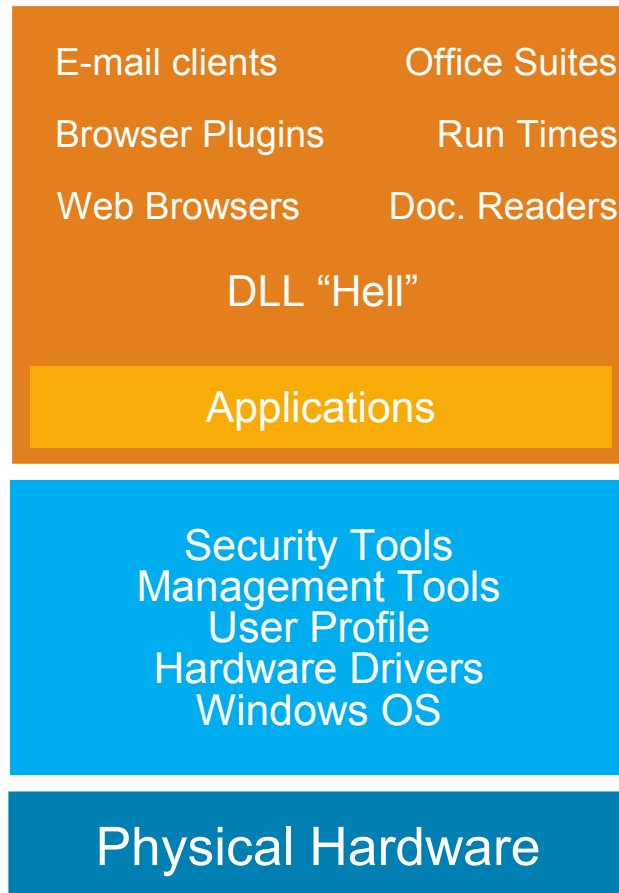 E-mail clients Office Suites
Browser Plugins Run Times
Web Browsers Doc. Readers
DLL “Hell”
Applications
Security Tools
Management Tools
User Profile
Hardware Drivers
Windows OS
Physical Hardware